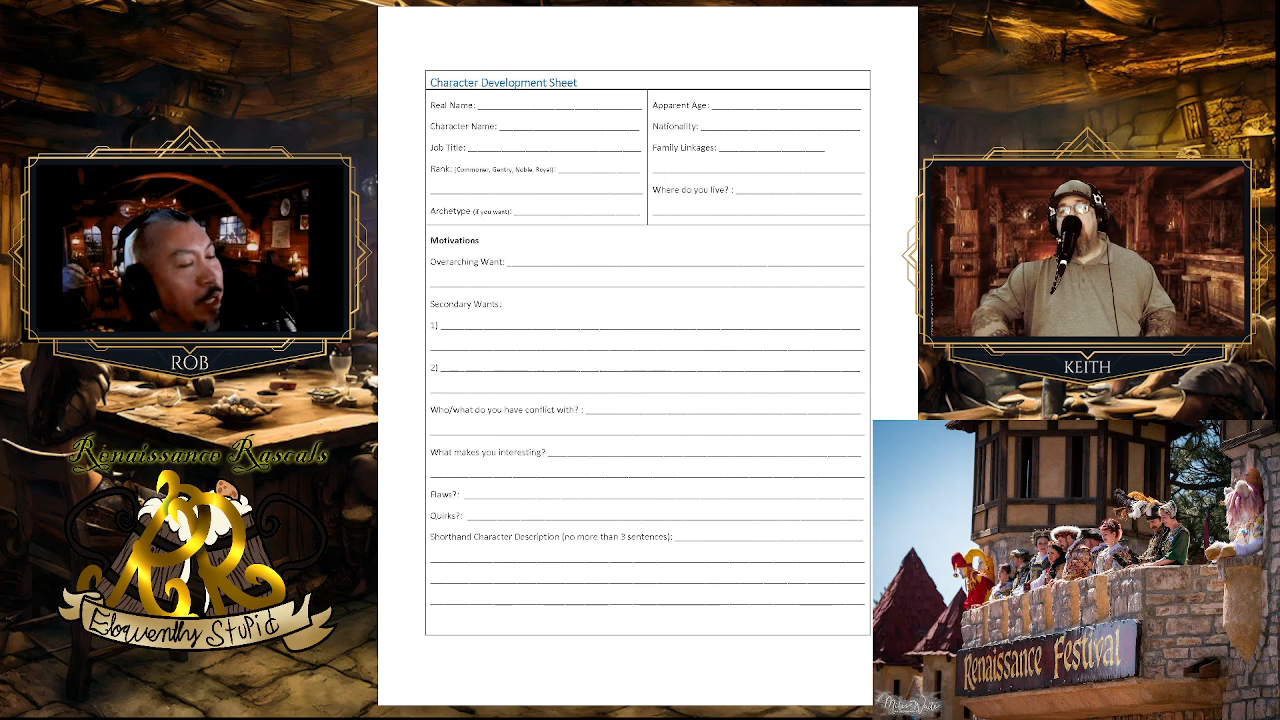 Character Development Sheet
Real Name:
Apparent Age:
Character Name:
Nationality:
Job Title:
Family Linkages:
Rank: (Commoner, Gentry, Noble, Royal):
Where do you live? :
Archetype (if you want):
Motivations
Overarching Want:
Secondary Wants:
1)
2)
Who/what do you have conflict with? :
What makes you interesting?
Flaws?:
Quirks?:
Shorthand Character Description (no more than 3 sentences):
ROB
KEITH
Renaissance Rascals
RR
Eloquently Stupid
Renaissance Festival